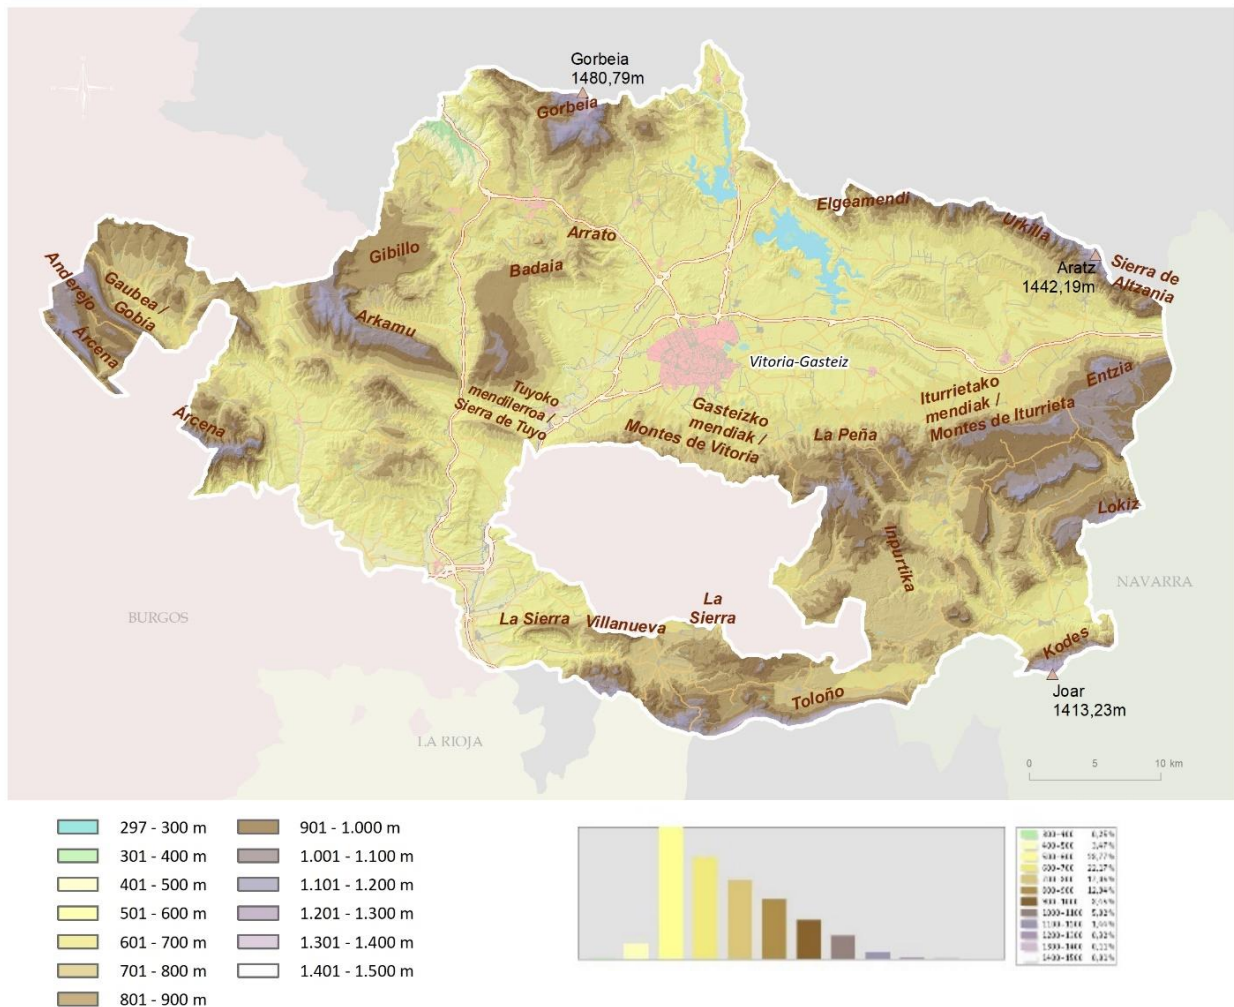 Gorbeia
1480,79m
Gorbeia
Elgeamendi
Urkilla
Aratz
1442,19m
Sierra de
Altzania
Arrato
Gibillo
Badaia
Anderejo
Gaubea /
Gobía
Arcena
Arkamu
Vitoria-Gasteiz
Entzia
Iturrietako
mendiak /
Montes de Iturrieta
Tuyoko
mendilerroa /
Sierra de Tuyo
Gasteizko
mendiak /
Montes de Vitoria
La Peña
Arcena
Lokiz
Inpurtika
NAVARRA
BURGOS
La Sierra
Villanueva
La
Sierra
Kodes
Toloño
Joar
1413,23m
LA RIOJA
0 5 10 km
297 - 300 m
301 - 400 m
401 - 500 m
501 - 600 m
601 - 700 m
701 - 800 m
801 - 900 m
901 - 1.000 m
1.001 - 1.100 m
1.101 - 1.200 m
1.201 - 1.300 m
1.301 - 1.400 m
1.401 - 1.500 m